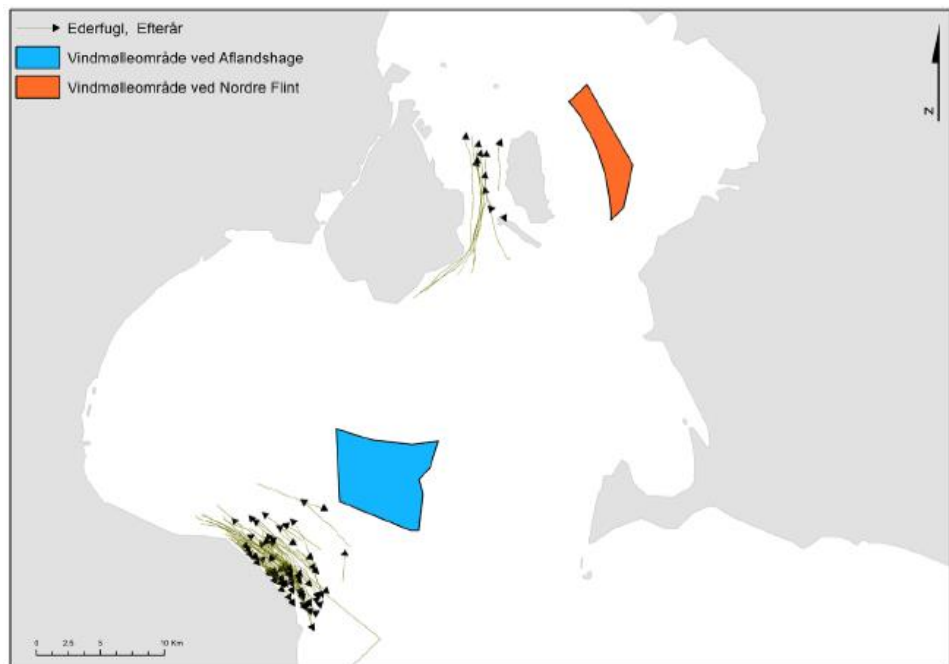 Ederfugl, Efterår
Vindmølleområde ved Aflandshage
Vindmølleområde ved Nordre Flint
N
0 2.5 5 10 Km